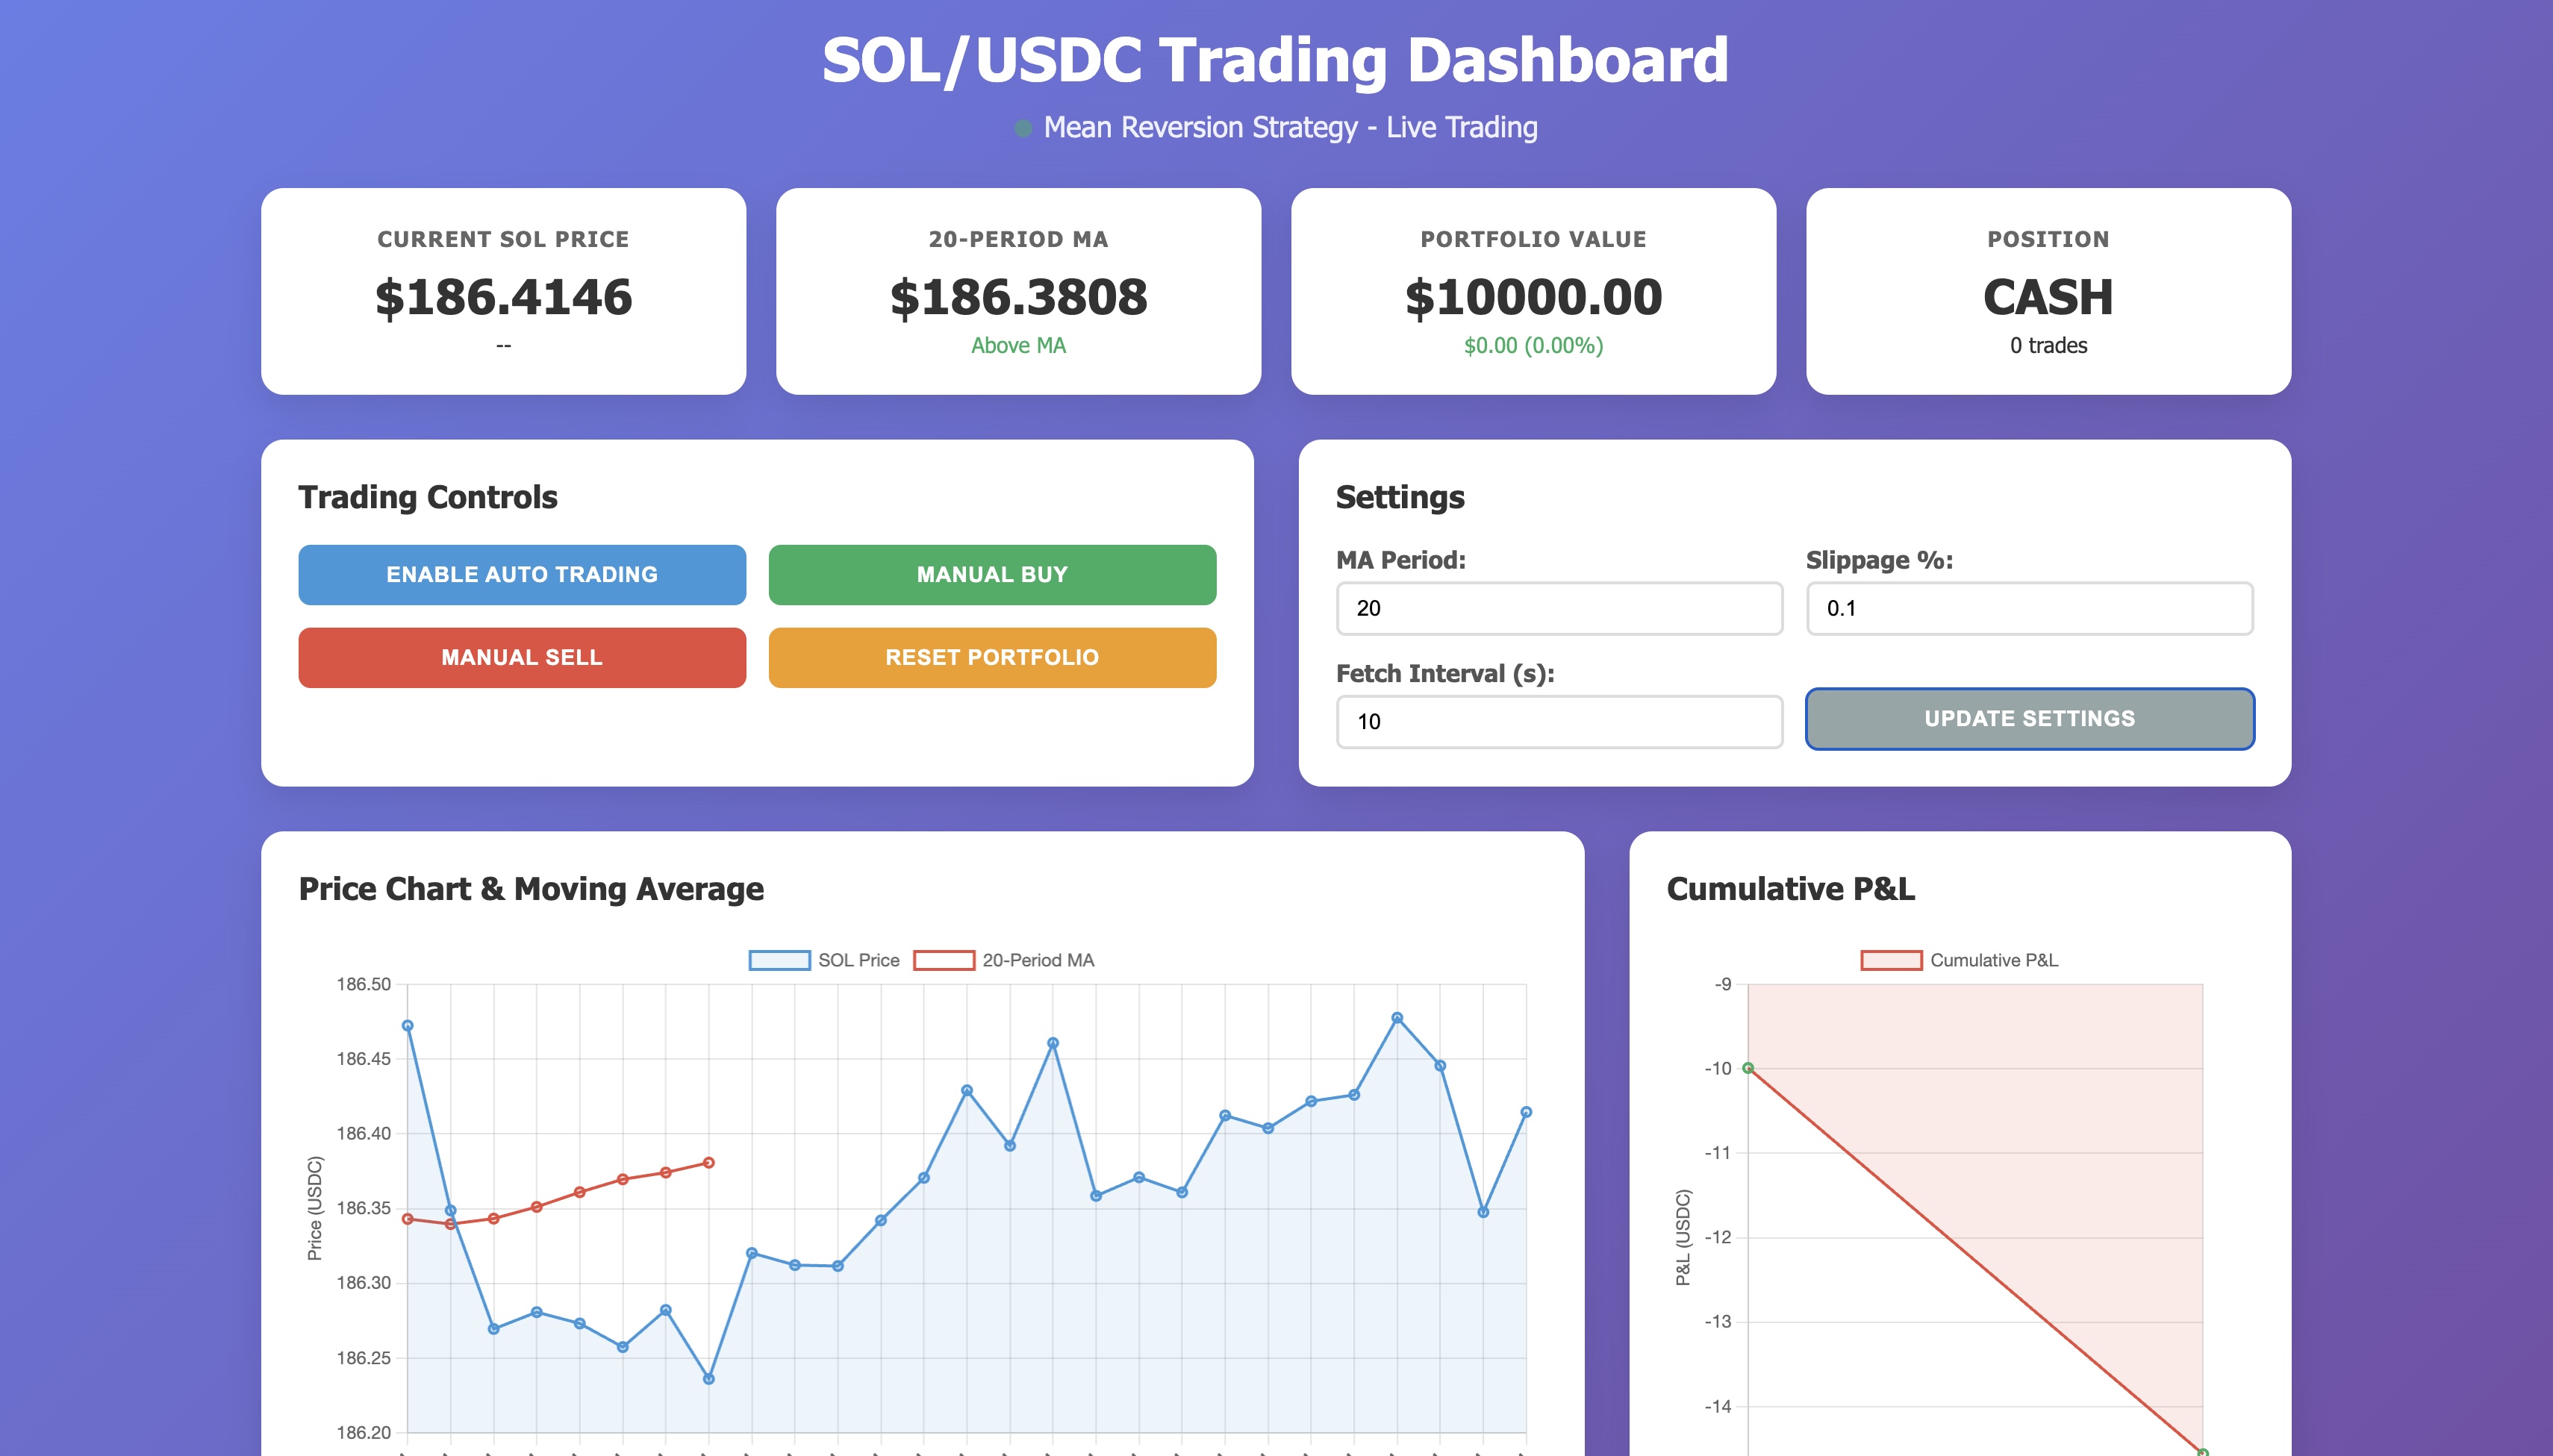 SOL/USDC Trading Dashboard
Mean Reversion Strategy - Live Trading
CURRENT SOL PRICE
$186.4146
--
20-PERIOD MA
$186.3808
Above MA
PORTFOLIO VALUE
$10000.00
$0.00 (0.00%)
POSITION
CASH
0 trades
Trading Controls
ENABLE AUTO TRADING
MANUAL BUY
MANUAL SELL
RESET PORTFOLIO
Settings
MA Period:
20
Slippage %:
0.1
Fetch Interval (s):
10
UPDATE SETTINGS
Price Chart & Moving Average
SOL Price
20-Period MA
Price (USDC)
186.50
186.45
186.40
186.35
186.30
186.25
186.20
Cumulative P&L
Cumulative P&L
P&L (USDC)
-9
-10
-11
-12
-13
-14